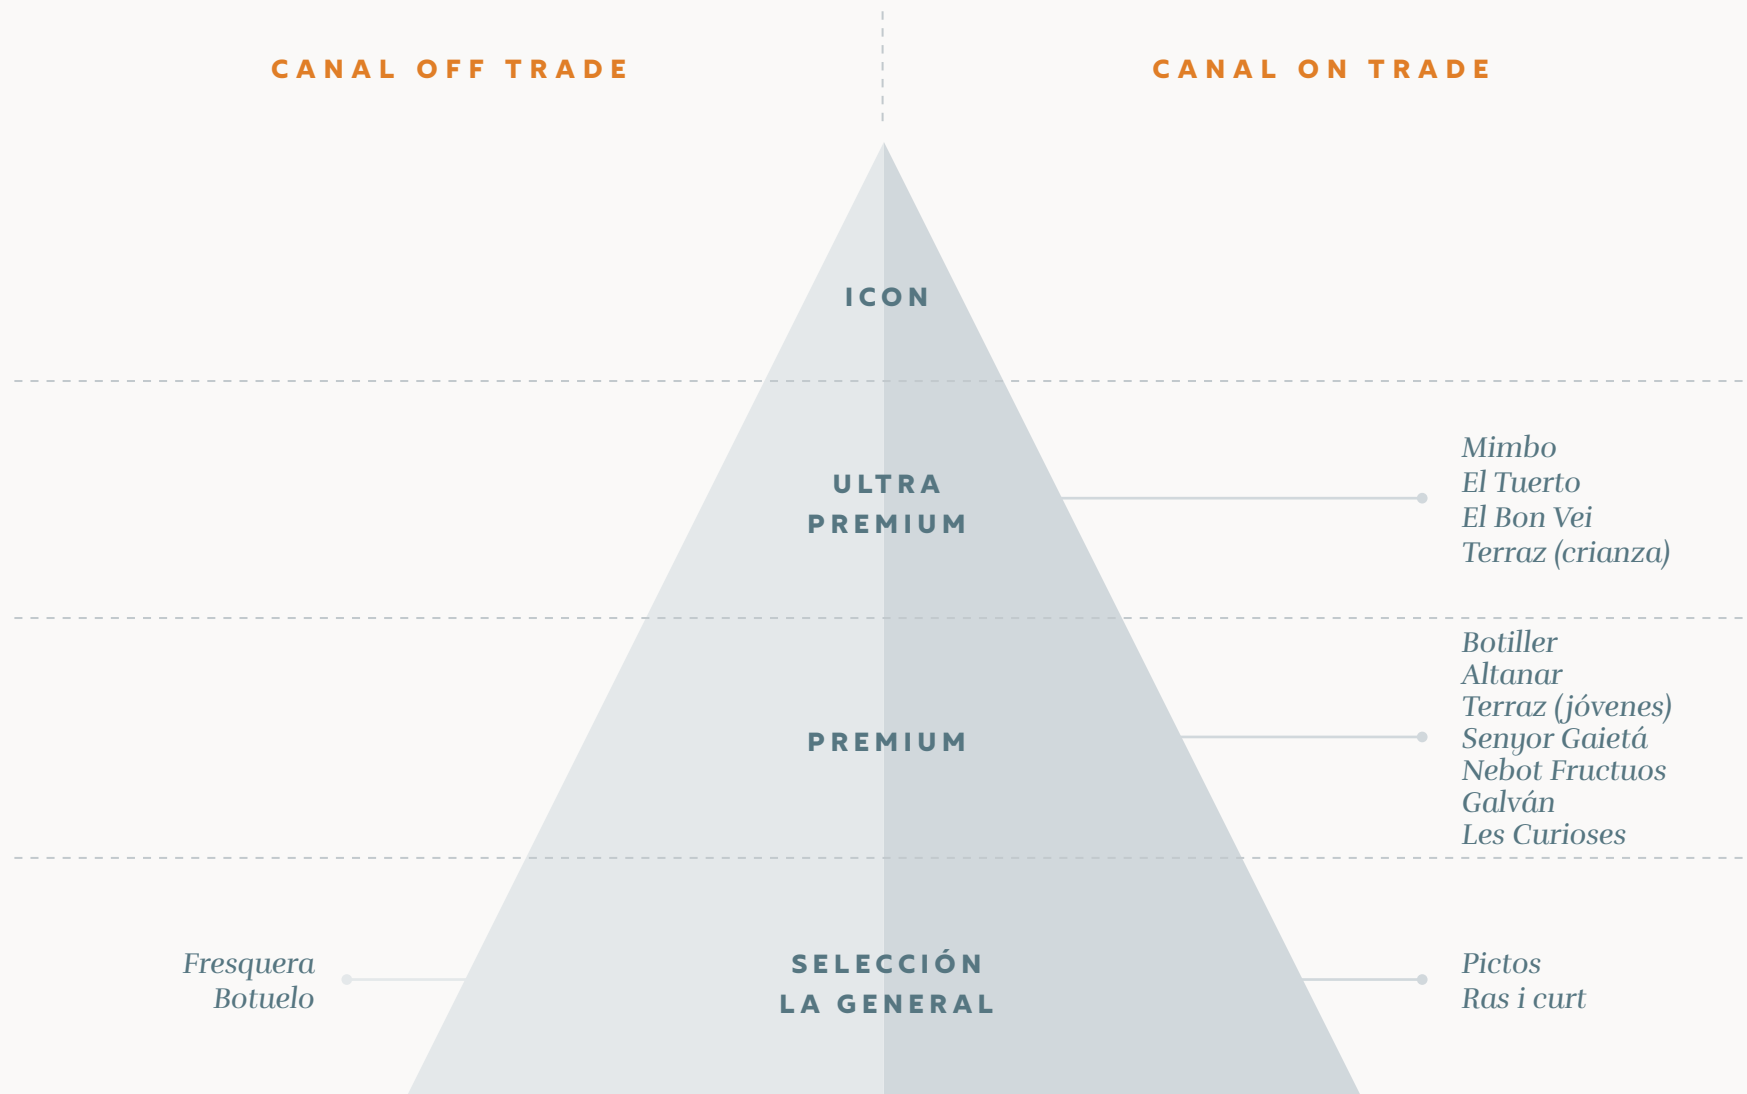 CANAL OFF TRADE
CANAL ON TRADE
ICON
ULTRA
PREMIUM
Mimbo
El Tuerto
El Bon Vei
Terraz (crianza)
PREMIUM
Botiller
Altanar
Terraz (jóvenes)
Senyor Gaietá
Nebot Fructuos
Galván
Les Curioses
Fresquera
Botuelo
SELECCIÓN
LA GENERAL
Pictos
Ras i curt